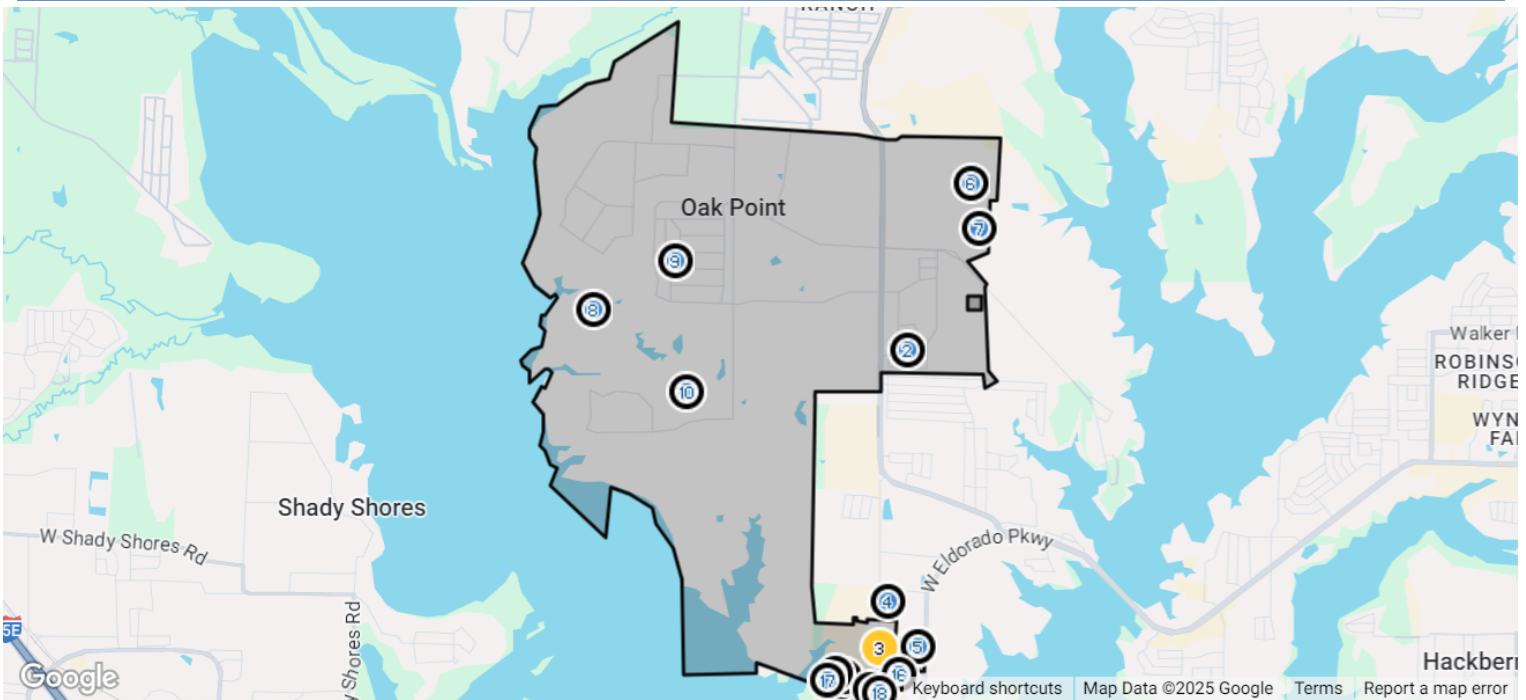 RANCH
Oak Point
6
7
9
8
2
10
Walker
ROBINS
RIDGE
WYN
FA
Shady Shores
W Shady Shores Rd
W Eldorado Pkwy
4
5E
Shores Rd
3
5
16
17
18
Hackberr
Google
Keyboard shortcuts
Map Data ©2025 Google
Terms
Report a map error